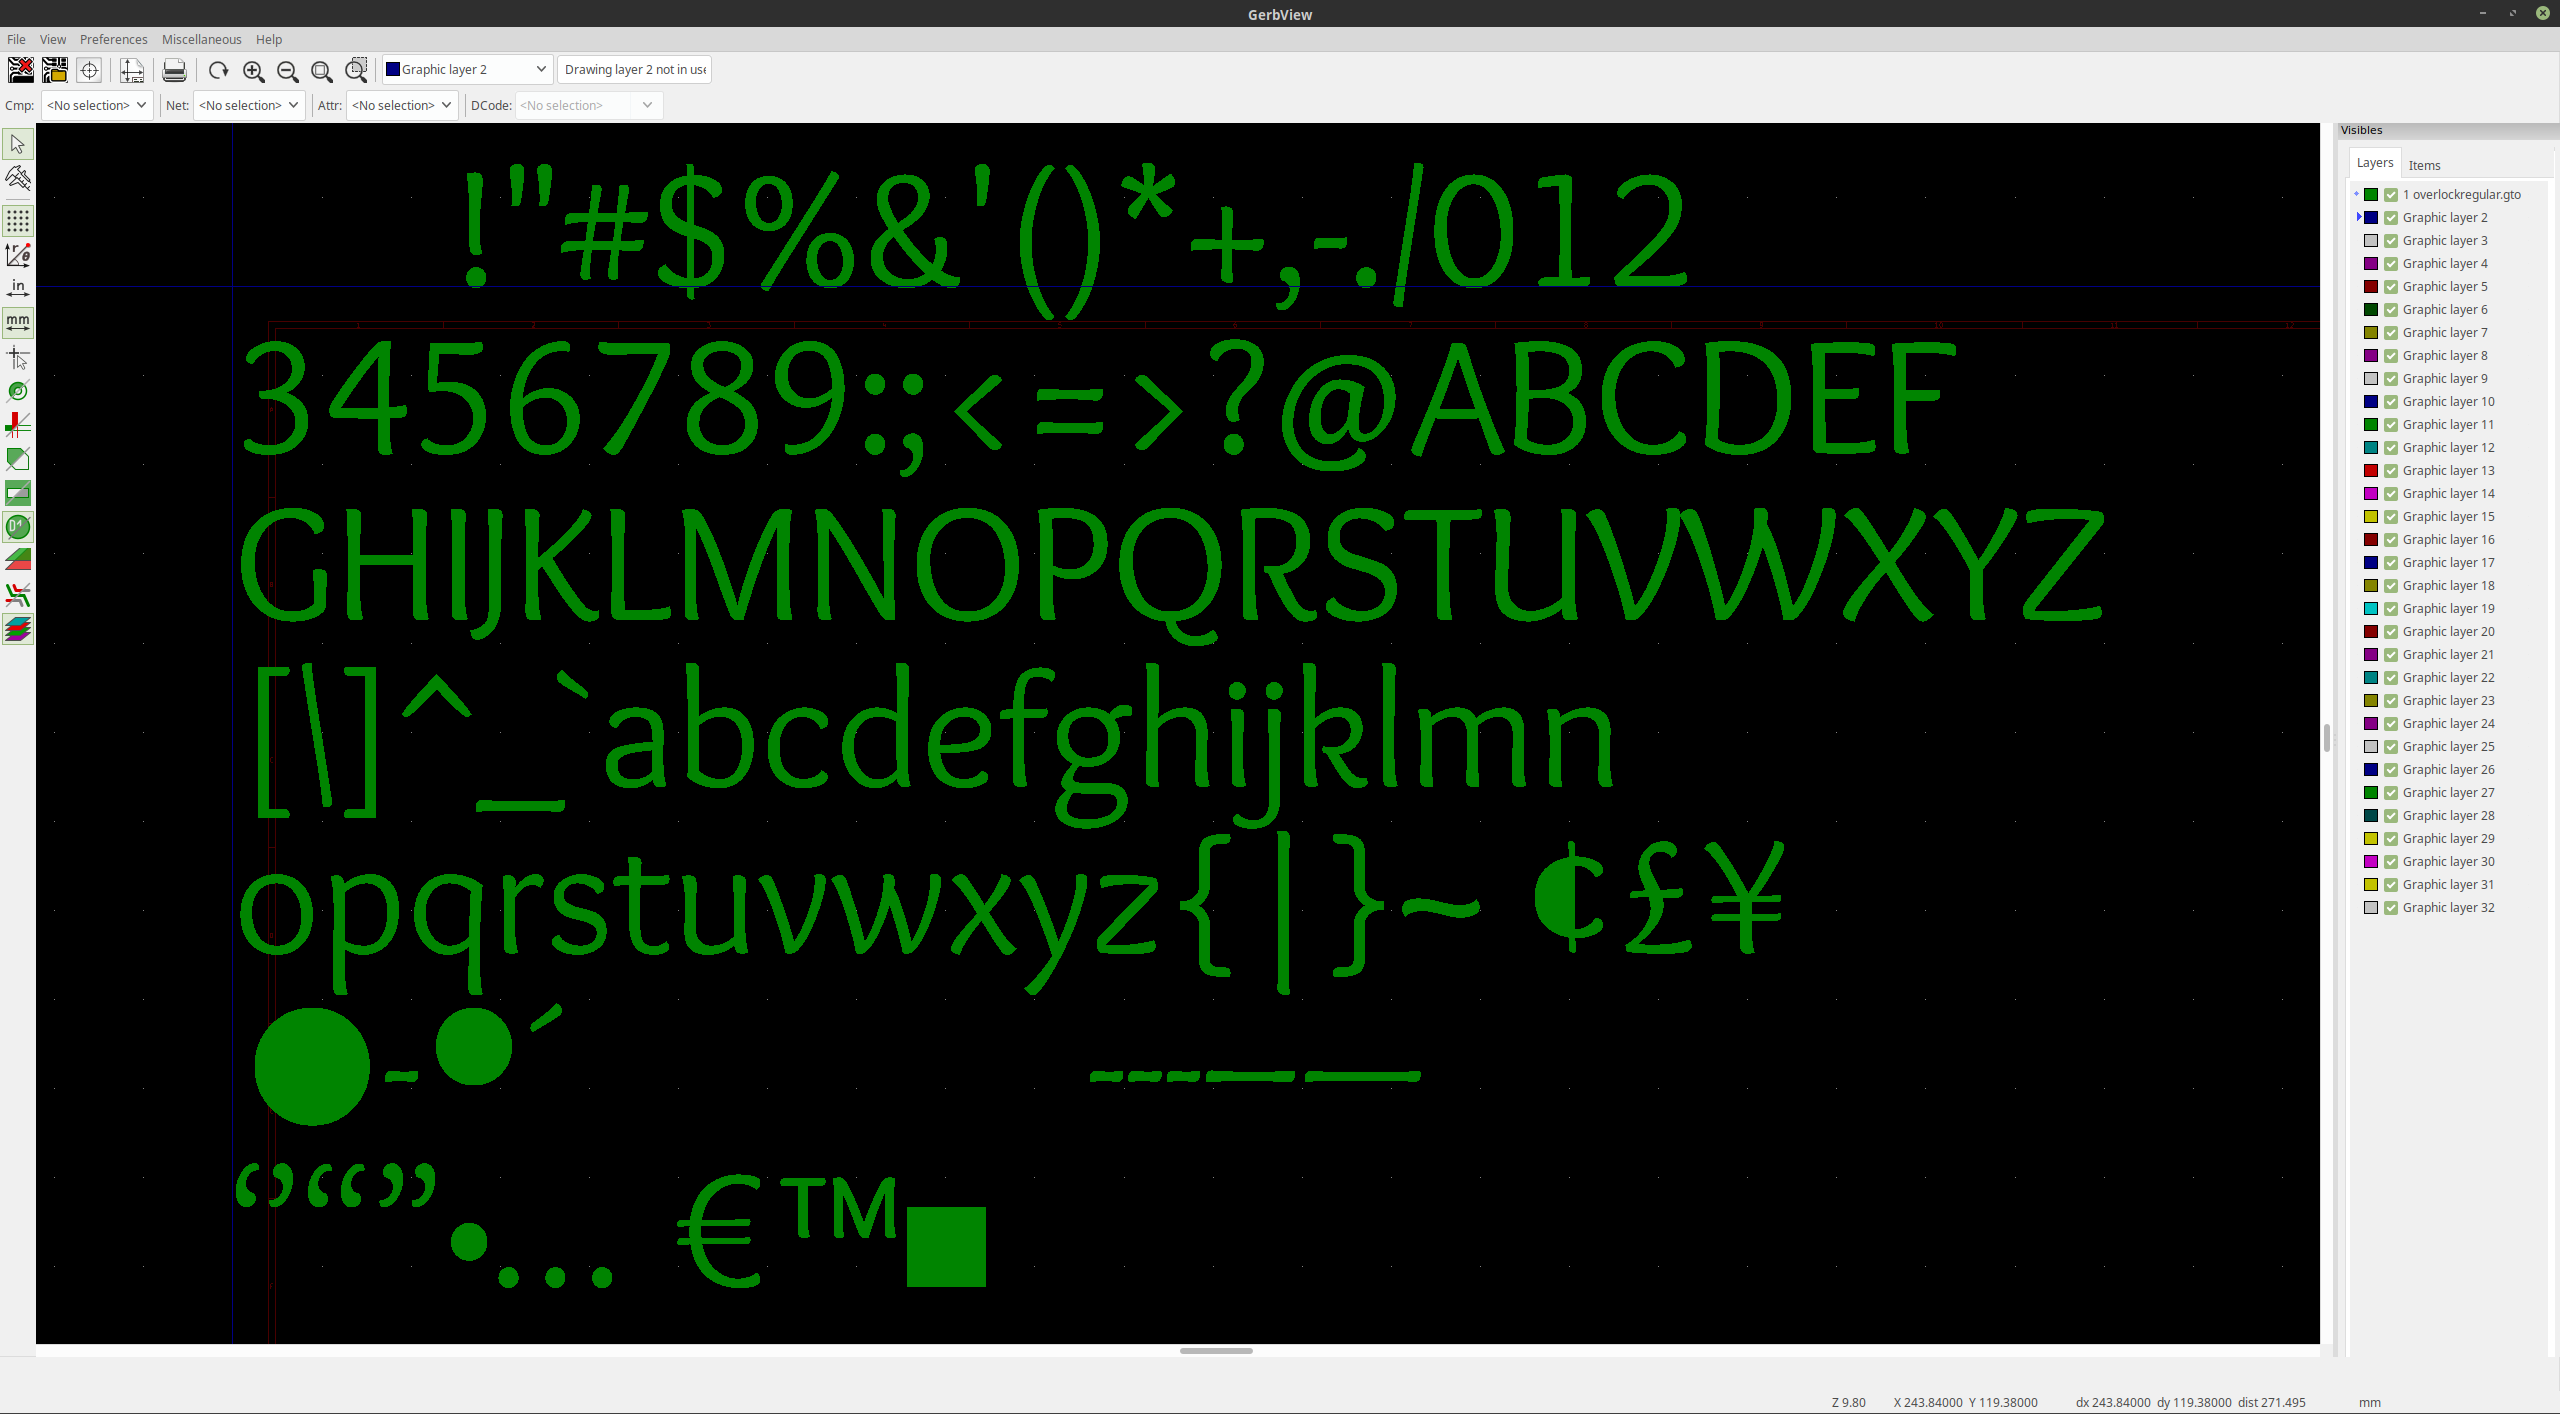 GerbView
File View Preferences Miscellaneous Help
Graphic layer 2 Drawing layer 2 not in use
Cmp: <No selection> Net: <No selection> Attr: <No selection> DCode: <No selection>
in
mm
Visibles
Layers Items
1 overlockregular.gto
Graphic layer 2
Graphic layer 3
Graphic layer 4
Graphic layer 5
Graphic layer 6
Graphic layer 7
Graphic layer 8
Graphic layer 9
Graphic layer 10
Graphic layer 11
Graphic layer 12
Graphic layer 13
Graphic layer 14
Graphic layer 15
Graphic layer 16
Graphic layer 17
Graphic layer 18
Graphic layer 19
Graphic layer 20
Graphic layer 21
Graphic layer 22
Graphic layer 23
Graphic layer 24
Graphic layer 25
Graphic layer 26
Graphic layer 27
Graphic layer 28
Graphic layer 29
Graphic layer 30
Graphic layer 31
Graphic layer 32
!"#$%&'()*+,-./012
3456789:;<=>?@ABCDEF
GHIJKLMNOPQRSTUVWXYZ
[\]^_`abcdefghijklmn
opqrstuvwxyz{|}~ ¢£¥
●-●´ ---——
‘’““”•… €™■
Z 9.80 X 243.84000 Y 119.38000 dx 243.84000 dy 119.38000 dist 271.495 mm